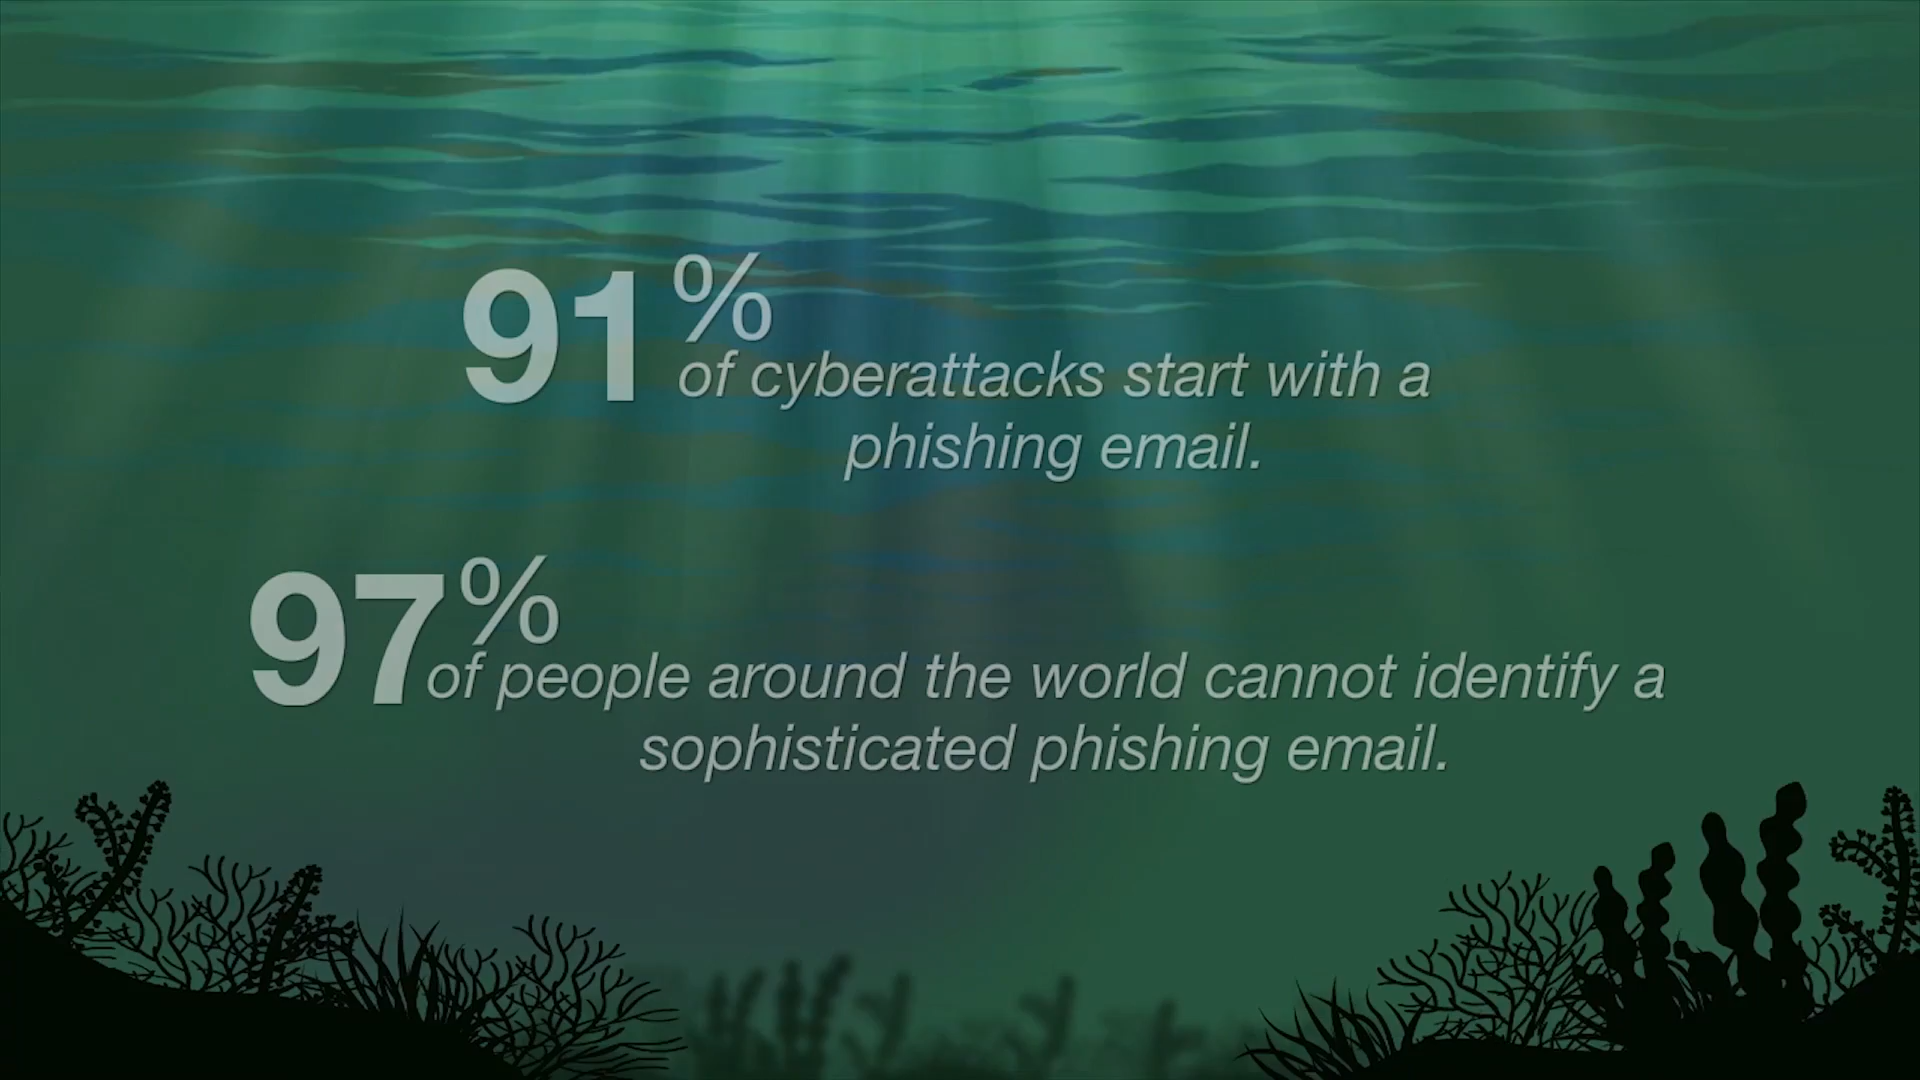 91%
of cyberattacks start with a
phishing email.
97%
of people around the world cannot identify a
sophisticated phishing email.